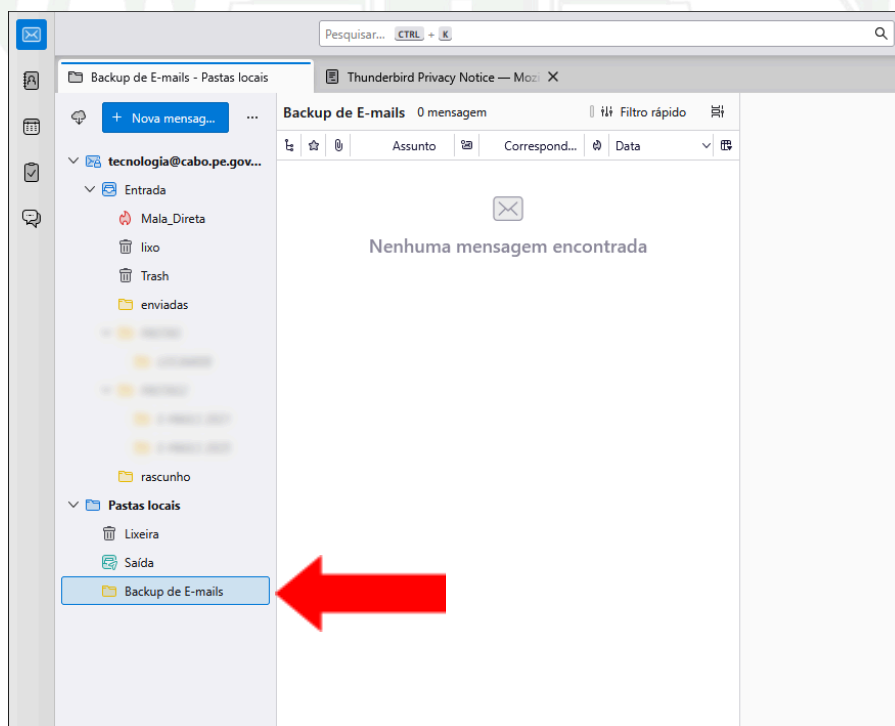 Pesquisar... CTRL + K
Backup de E-mails - Pastas locais
Thunderbird Privacy Notice — Mozi
+ Nova mensag... ...
Backup de E-mails 0 mensagem
Filtro rápido
Assunto
Correspond...
Data
tecnologia@cabo.pe.gov...
Entrada
Mala_Direta
lixo
Trash
enviadas
rascunho
Pastas locais
Lixeira
Saída
Backup de E-mails
Nenhuma mensagem encontrada